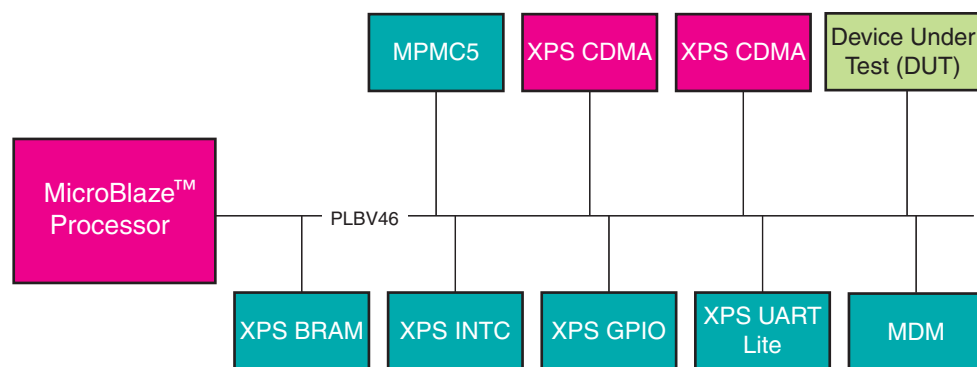 MPMC5
XPS CDMA
XPS CDMA
Device Under
Test (DUT)
MicroBlaze™
Processor
PLBV46
XPS BRAM
XPS INTC
XPS GPIO
XPS UART
Lite
MDM